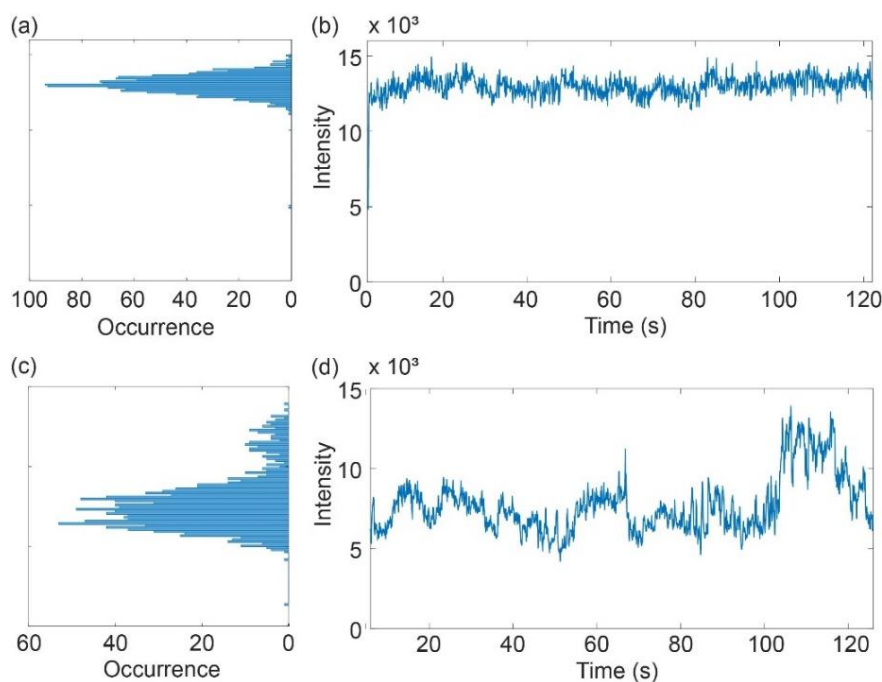 (a)
100 80 60 40 20 0
Occurrence
(b) x 10³
15
10
5
0
Intensity
0 20 40 60 80 100 120
Time (s)
(c)
60 40 20 0
Occurrence
(d) x 10³
15
10
5
0
Intensity
20 40 60 80 100 120
Time (s)